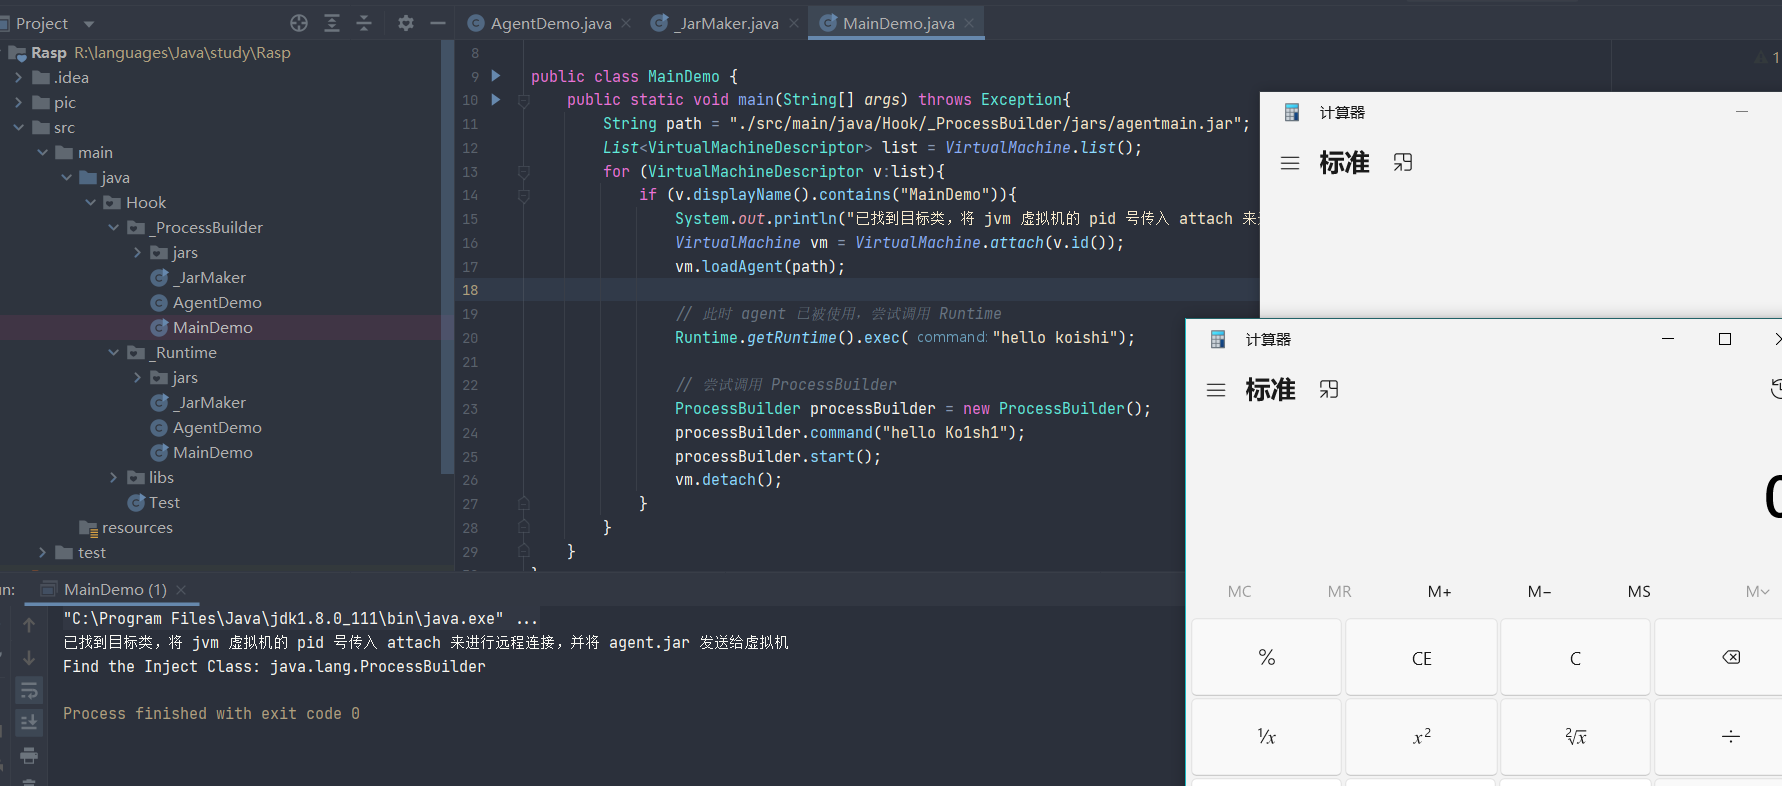 Project
AgentDemo.java
_JarMaker.java
MainDemo.java
Rasp R:\languages\Java\study\Rasp
.idea
pic
src
main
java
Hook
_ProcessBuilder
jars
_JarMaker
AgentDemo
MainDemo
_Runtime
jars
_JarMaker
AgentDemo
MainDemo
libs
Test
resources
test
8
9 public class MainDemo {
10 public static void main(String[] args) throws Exception{
11 String path = "./src/main/java/Hook/_ProcessBuilder/jars/agentmain.jar";
12 List<VirtualMachineDescriptor> list = VirtualMachine.list();
13 for (VirtualMachineDescriptor v:list){
14 if (v.displayName().contains("MainDemo")){
15 System.out.println("已找到目标类，将 jvm 虚拟机的 pid 号传入 attach 来
16 VirtualMachine vm = VirtualMachine.attach(v.id());
17 vm.loadAgent(path);
18
19 // 此时 agent 已被使用，尝试调用 Runtime
20 Runtime.getRuntime().exec( command: "hello koishi");
21
22 // 尝试调用 ProcessBuilder
23 ProcessBuilder processBuilder = new ProcessBuilder();
24 processBuilder.command("hello Ko1sh1");
25 processBuilder.start();
26 vm.detach();
27 }
28 }
29 }
1
计算器
标准
计算器
标准
0
MC MR M+ M− MS M
% CE C
⅟x x² ²√x ÷
MainDemo (1)
"C:\Program Files\Java\jdk1.8.0_111\bin\java.exe" ...
已找到目标类，将 jvm 虚拟机的 pid 号传入 attach 来进行远程连接，并将 agent.jar 发送给虚拟机
Find the Inject Class: java.lang.ProcessBuilder
Process finished with exit code 0